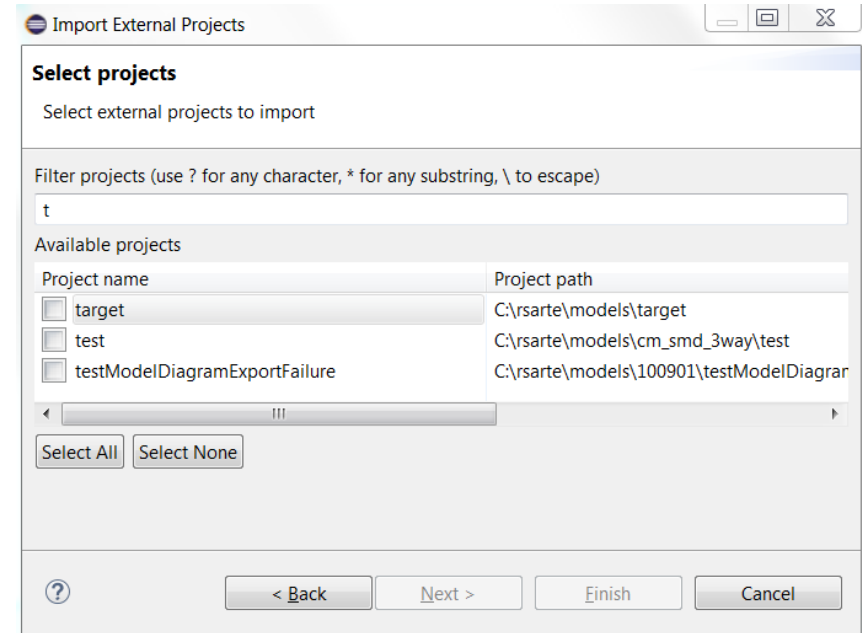 Import External Projects
Select projects
Select external projects to import
Filter projects (use ? for any character, * for any substring, \ to escape)
t
Available projects
Project name Project path
target C:\rsarte\models\target
test C:\rsarte\models\cm_smd_3way\test
testModelDiagramExportFailure C:\rsarte\models\100901\testModelDiagrar
Select All Select None
? < Back Next > Finish Cancel